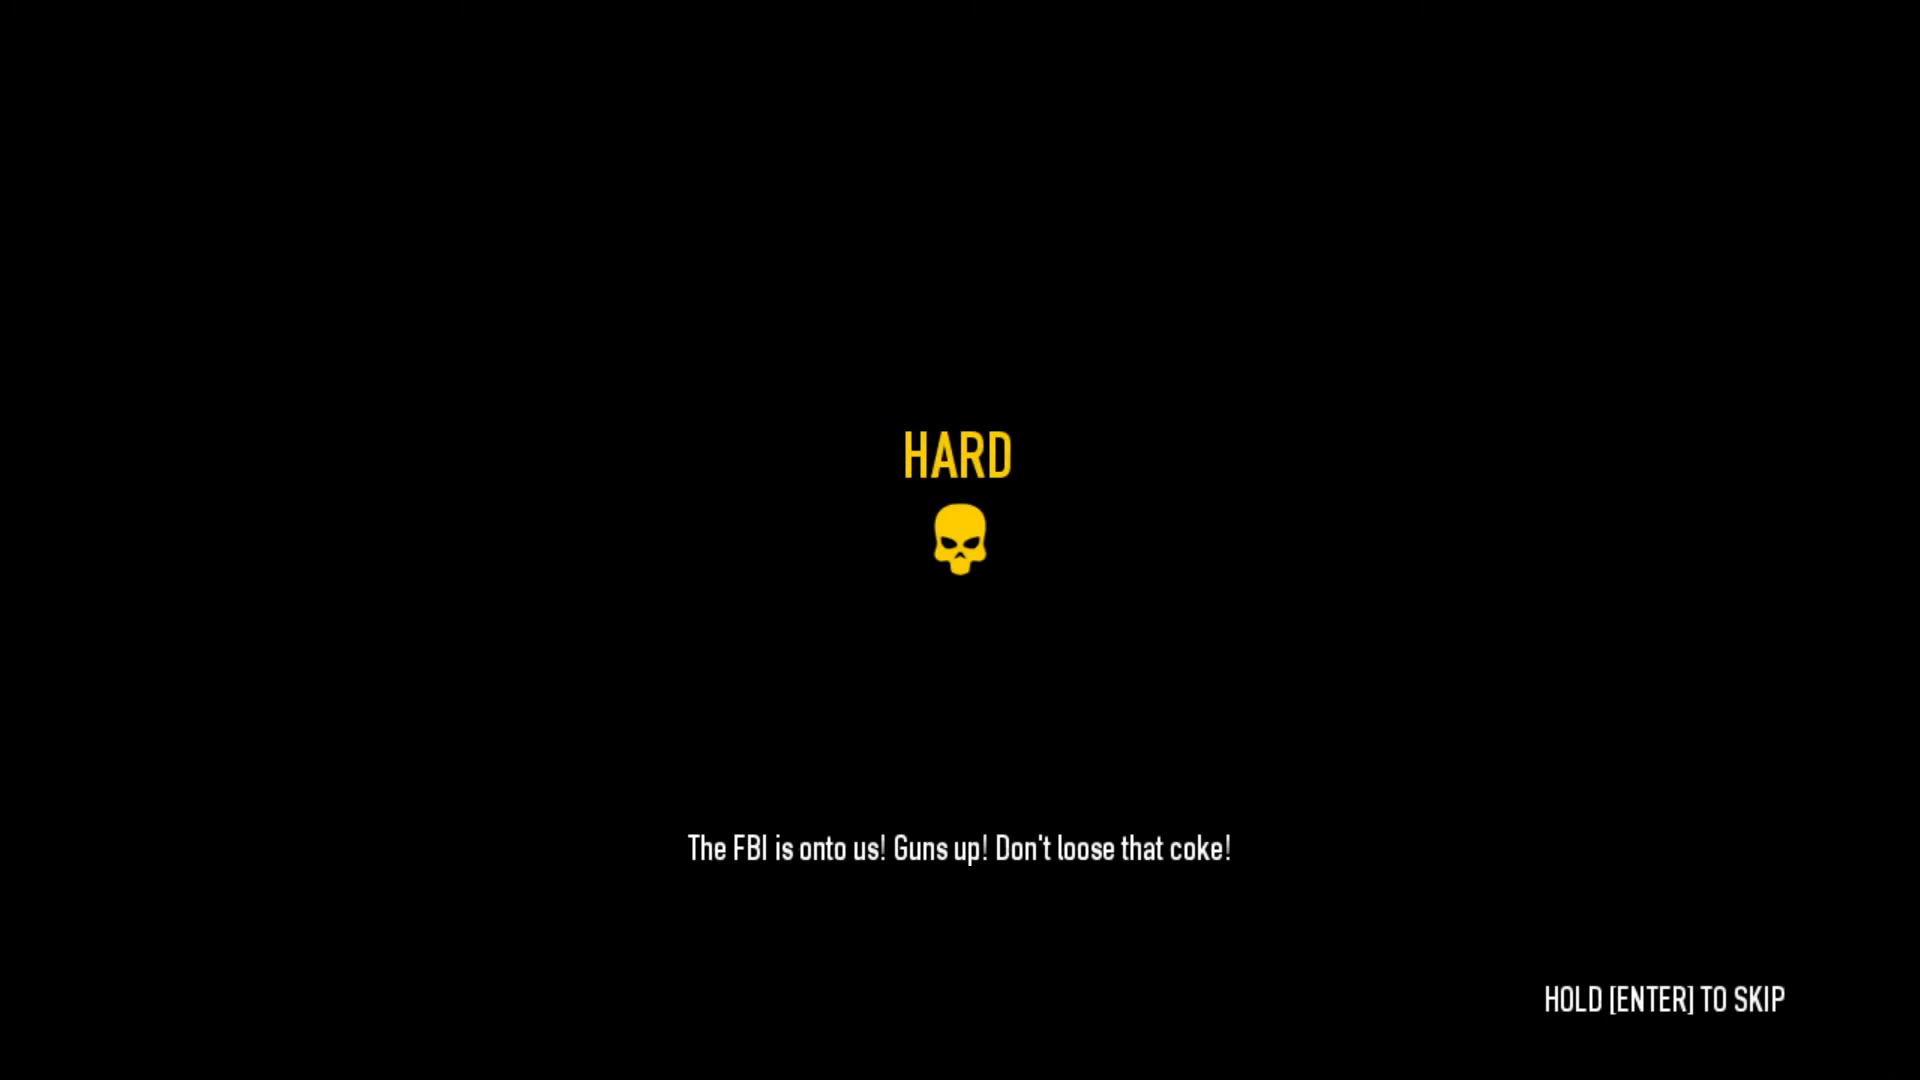 HARD
The FBI is onto us! Guns up! Don't loose that coke!
HOLD [ENTER] TO SKIP